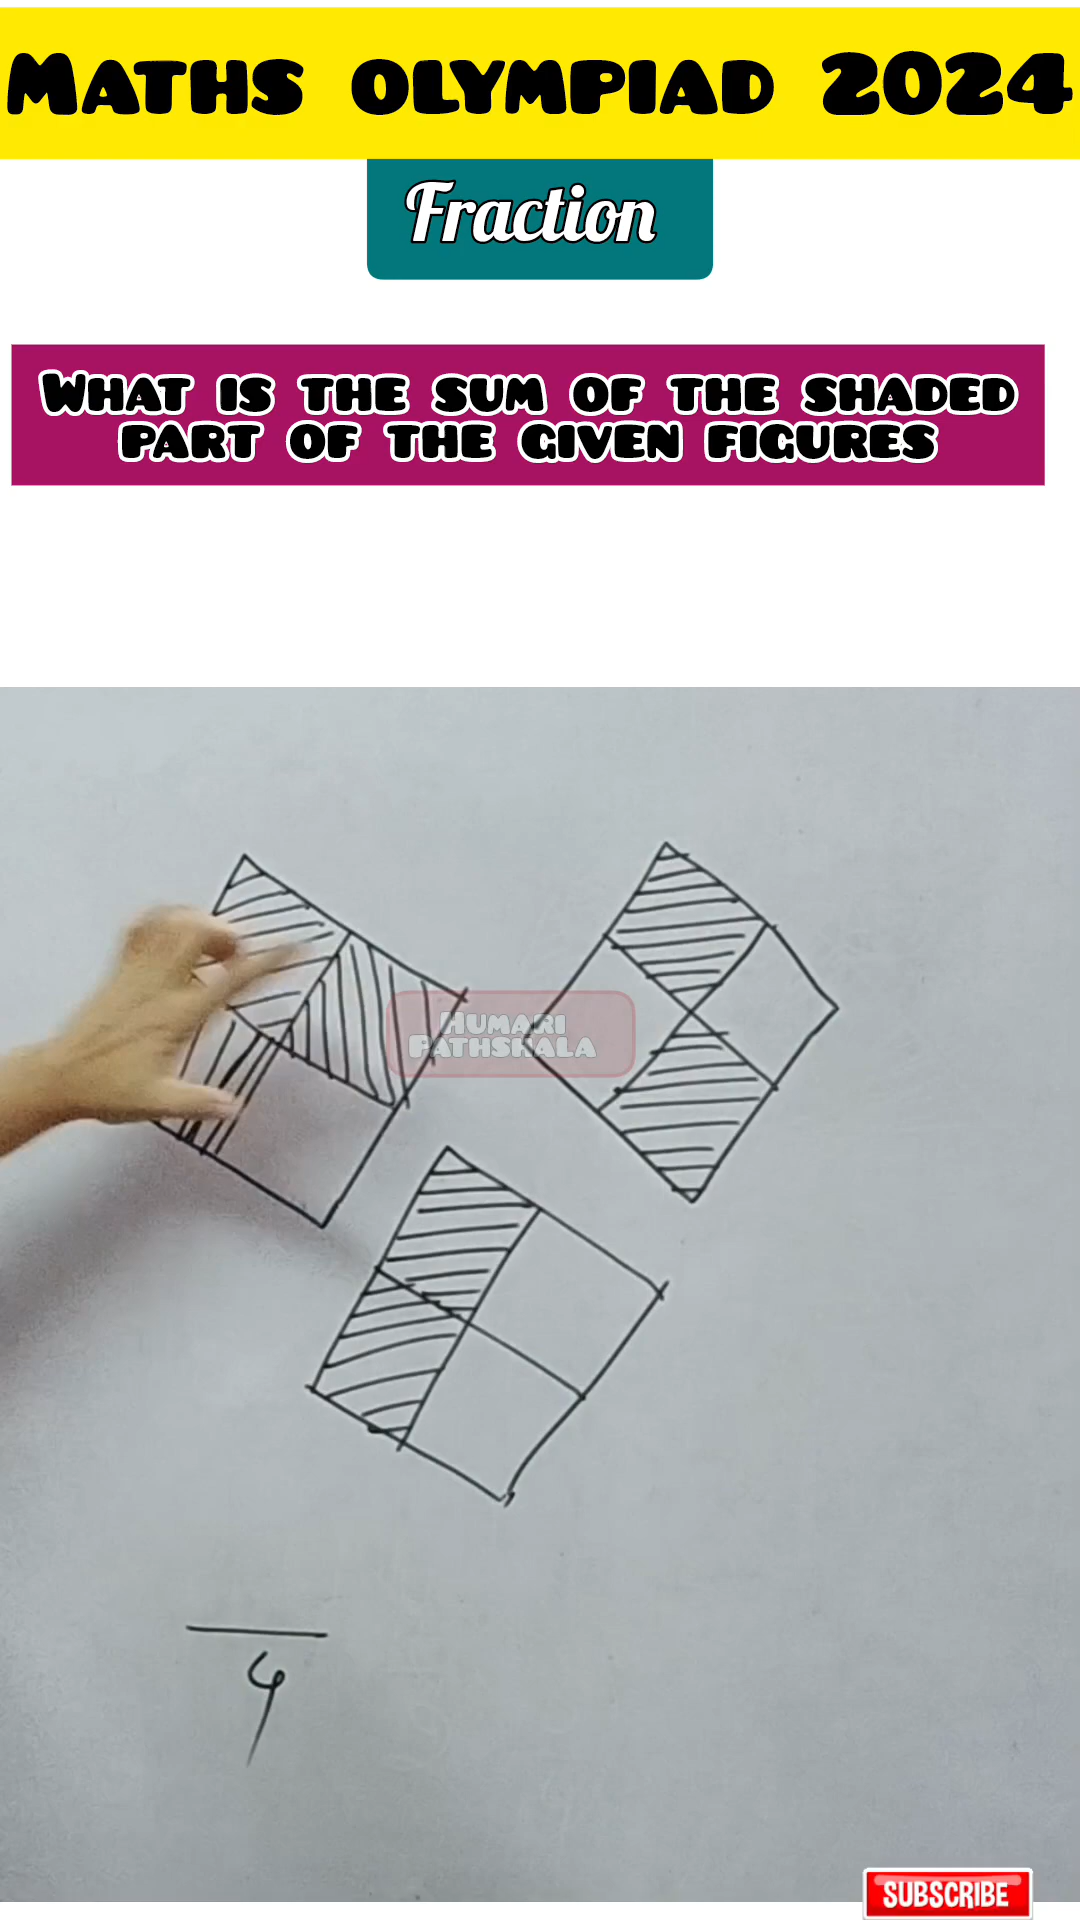 MATHS OLYMPIAD 2024
Fraction
WHAT IS THE SUM OF THE SHADED
PART OF THE GIVEN FIGURES
HUMARI
PATHSHALA
4
SUBSCRIBE